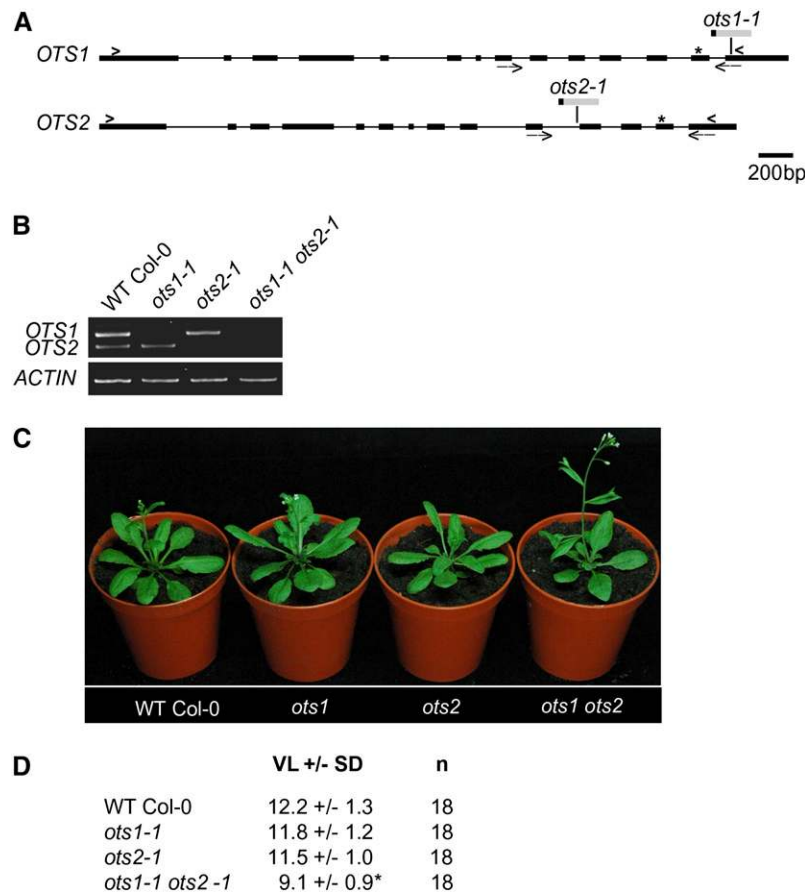 A
ots1-1
OTS1
*
ots2-1
OTS2
*
200bp
B
WT Col-0
ots1-1
ots2-1
ots1-1 ots2-1
OTS1
OTS2
ACTIN
C
WT Col-0 ots1 ots2 ots1 ots2
D
VL +/- SD n
WT Col-0 12.2 +/- 1.3 18
ots1-1 11.8 +/- 1.2 18
ots2-1 11.5 +/- 1.0 18
ots1-1 ots2 -1 9.1 +/- 0.9* 18